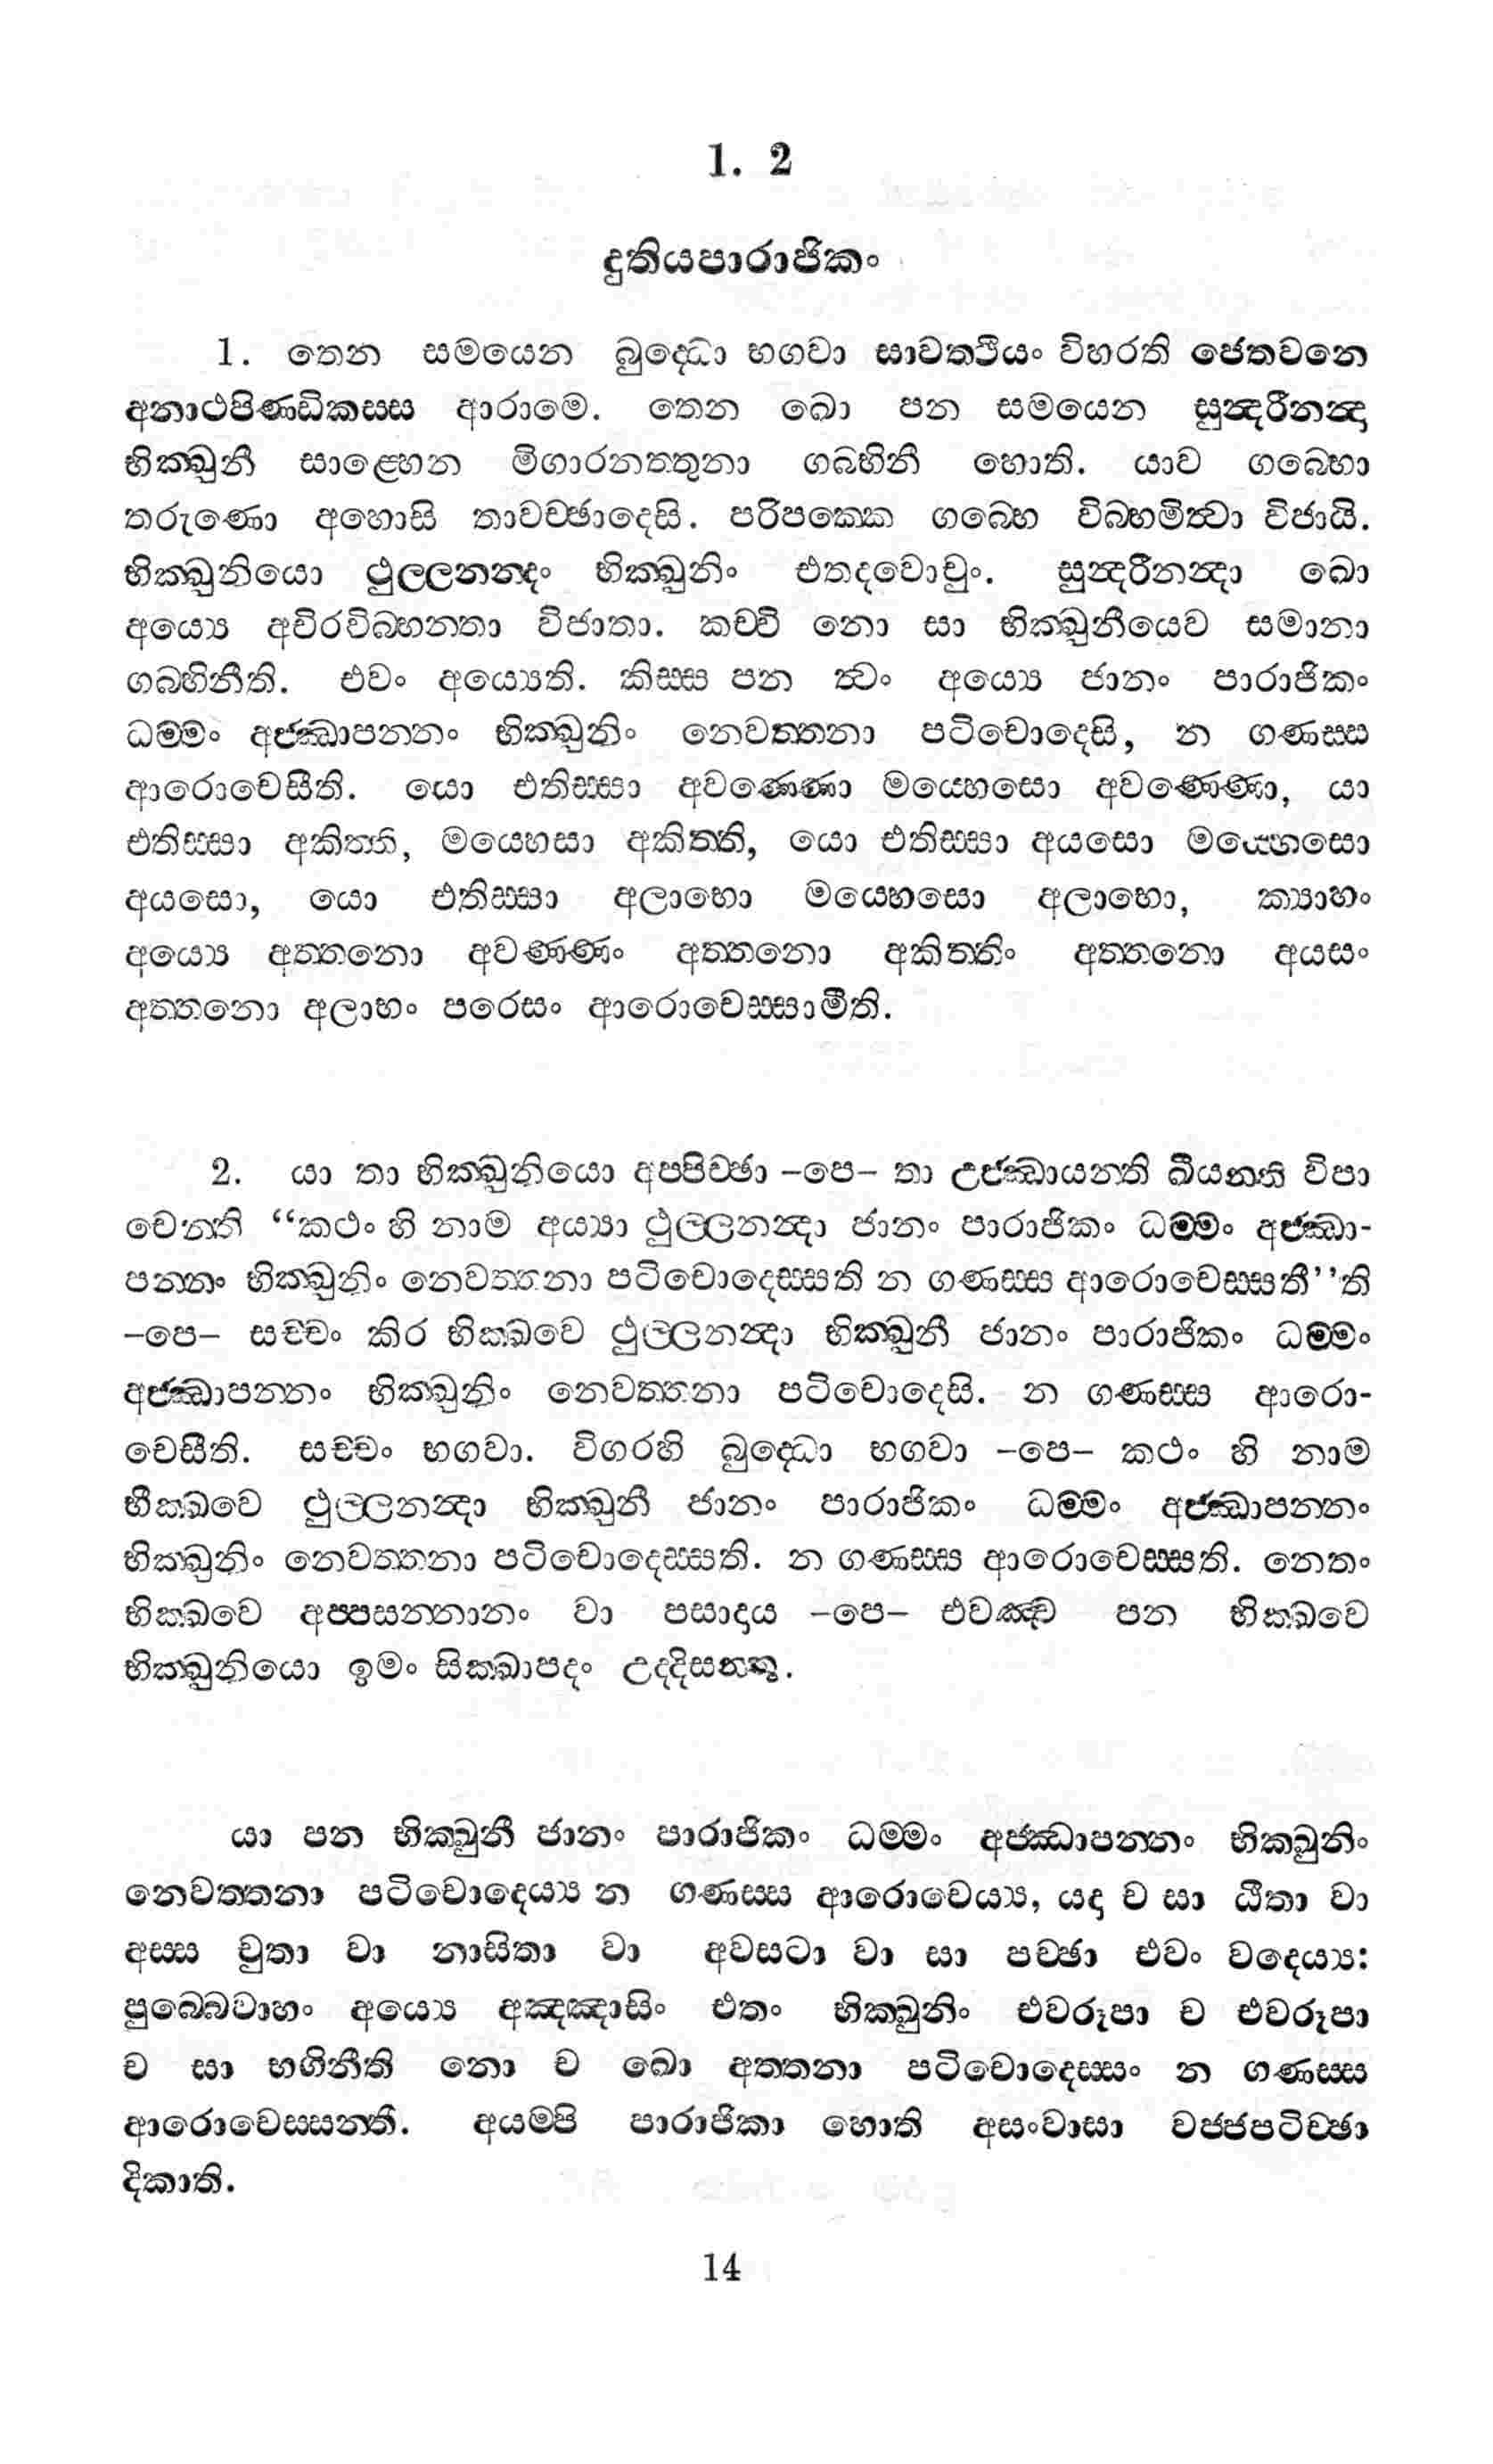 1. 2
දුතියපාරාජිකං
1. තෙන සමයෙන බුද්ධො භගවා සාවත්ථියං විහරති ජෙතවනෙ
අනාථපිණ්ඩිකස්ස ආරාමෙ. තෙන ඛො පන සමයෙන සුන්දරීනන්දා
භික්ඛුනී සාළ්හෙන මිගාරනත්තුනා ගබ්භිනී හොති. යාව ගබ්භො
තරුණො අහොසි තාවච්ඡාදෙසි. පරිපක්කෙ ගබ්භෙ විබ්භමිත්වා විජායි.
භික්ඛුනියො ථුල්ලනන්දං භික්ඛුනිං එතදවොචුං. සුන්දරීනන්දා ඛො
අය්‍යෙ අචිරවිබ්භන්තා විජාතා. කච්චි නො සා භික්ඛුනීයෙව සමානා
ගබ්භිනීති. එවං අය්‍යෙති. කිස්ස පන ත්වං අය්‍යෙ ජානං පාරාජිකං
ධම්මං අජ්ඣාපන්නං භික්ඛුනිං නෙවත්තනා පටිචොදෙසි, න ගණස්ස
ආරොචෙසීති. යො එතිස්සා අවණ්ණො මය්හෙසො අවණ්ණො, යා
එතිස්සා අකිත්ති, මය්හෙසා අකිත්ති, යො එතිස්සා අයසො මය්හෙසො
අයසො, යො එතිස්සා අලාභො මය්හෙසො අලාභො, ක්‍යාහං
අය්‍යෙ අත්තනො අවණ්ණං අත්තනො අකිත්තිං අත්තනො අයසං
අත්තනො අලාභං පරෙසං ආරොචෙස්සාමීති.
2. යා තා භික්ඛුනියො අප්පිච්ඡා –පෙ– තා උජ්ඣායන්ති ඛීයන්ති විපා
චෙන්ති “කථං හි නාම අය්‍යා ථුල්ලනන්දා ජානං පාරාජිකං ධම්මං අජ්ඣා-
පන්නං භික්ඛුනිං නෙවත්තනා පටිචොදෙස්සති න ගණස්ස ආරොචෙස්සතී”ති
–පෙ– සච්චං කිර භික්ඛවෙ ථුල්ලනන්දා භික්ඛුනී ජානං පාරාජිකං ධම්මං
අජ්ඣාපන්නං භික්ඛුනිං නෙවත්තනා පටිචොදෙසි. න ගණස්ස ආරො-
චෙසීති. සච්චං භගවා. විගරහි බුද්ධො භගවා –පෙ– කථං හි නාම
භීක්ඛවෙ ථුල්ලනන්දා භික්ඛුනී ජානං පාරාජිකං ධම්මං අජ්ඣාපන්නං
භික්ඛුනිං නෙවත්තනා පටිචොදෙස්සති. න ගණස්ස ආරොචෙස්සති. නෙතං
භික්ඛවෙ අප්පසන්නානං වා පසාදාය –පෙ– එවඤ්ච පන භික්ඛවෙ
භික්ඛුනියො ඉමං සික්ඛාපදං උද්දිසන්තු.
යා පන භික්ඛුනී ජානං පාරාජිකං ධම්මං අජ්ඣාපන්නං භික්ඛුනිං
නෙවත්තනා පටිචොදෙය්‍ය න ගණස්ස ආරොචෙය්‍ය, යදා ච සා ඨිතා වා
අස්ස චුතා වා නාසිතා වා අවසටා වා සා පච්ඡා එවං වදෙය්‍ය:
පුබ්බෙවාහං අය්‍යෙ අඤ්ඤාසිං එතං භික්ඛුනිං එවරූපා ච එවරූපා
ච සා භගිනීති නො ච ඛො අත්තනා පටිචොදෙස්සං න ගණස්ස
ආරොචෙස්සන්තී. අයම්පි පාරාජිකා හොති අසංවාසා වජ්ජපටිච්ඡා
දිකාති.
14